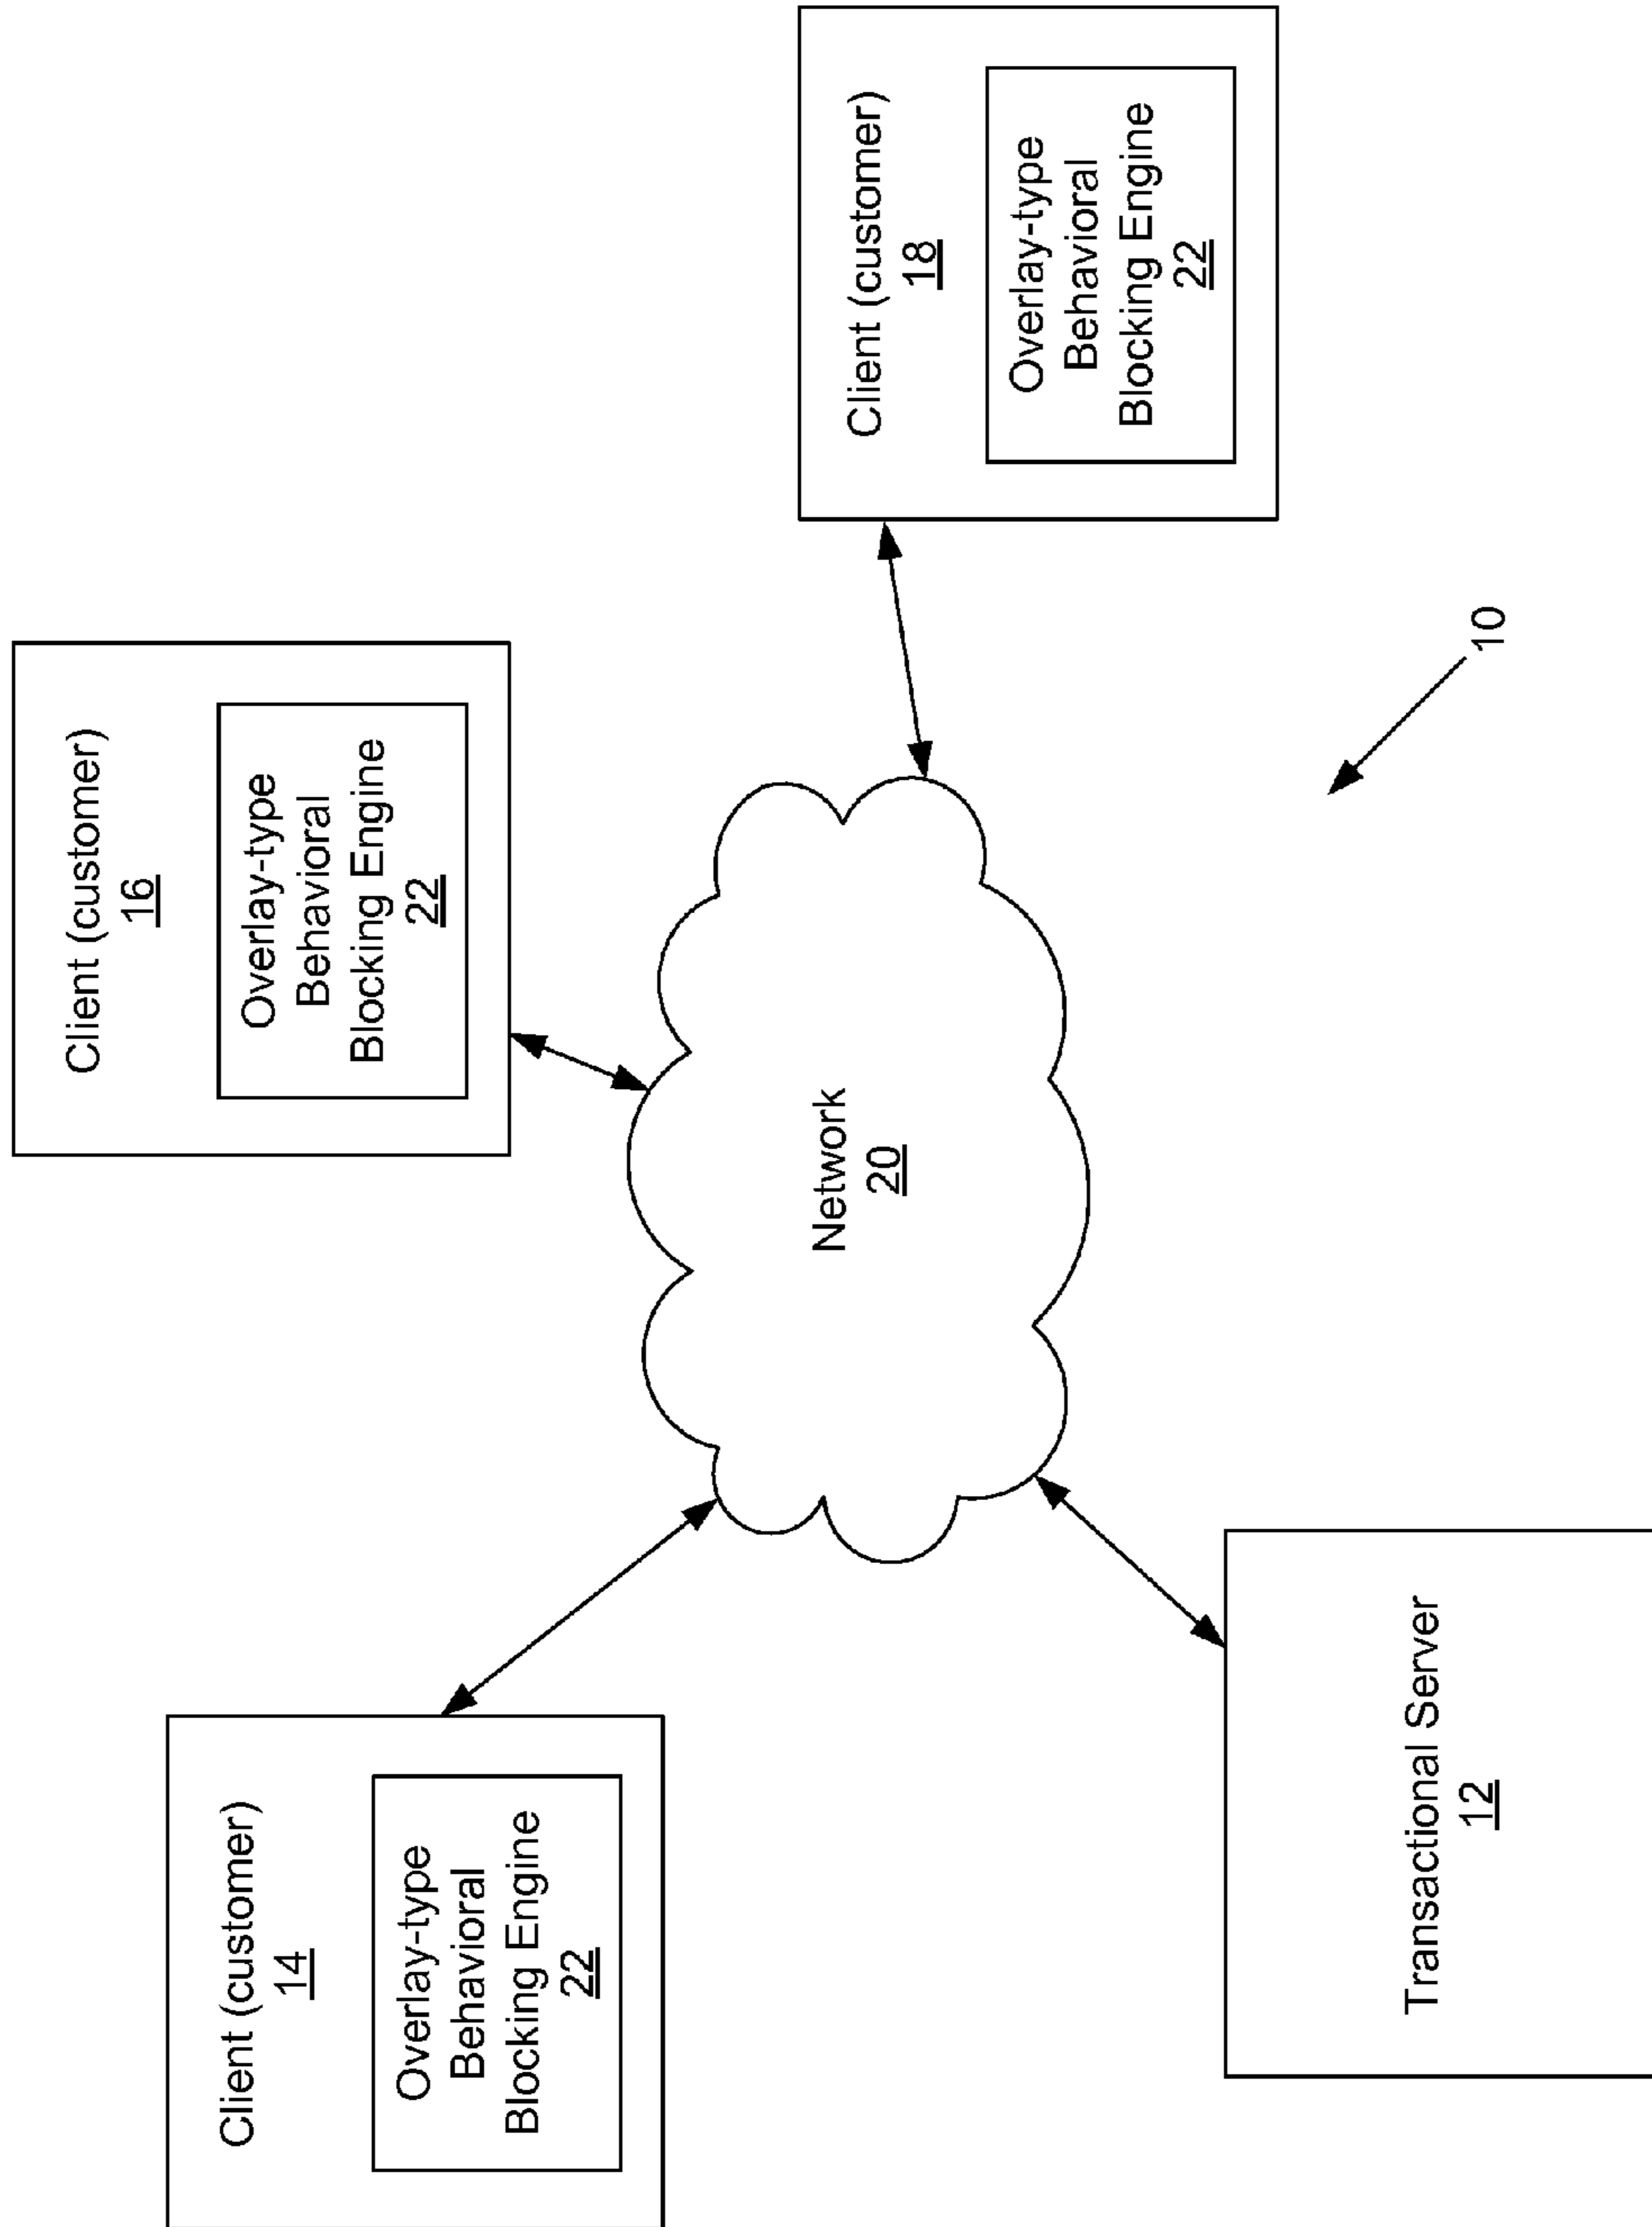 Client (customer)
14
Overlay-type
Behavioral
Blocking Engine
22
Client (customer)
16
Overlay-type
Behavioral
Blocking Engine
22
Client (customer)
18
Overlay-type
Behavioral
Blocking Engine
22
Network
20
Transactional Server
12
10